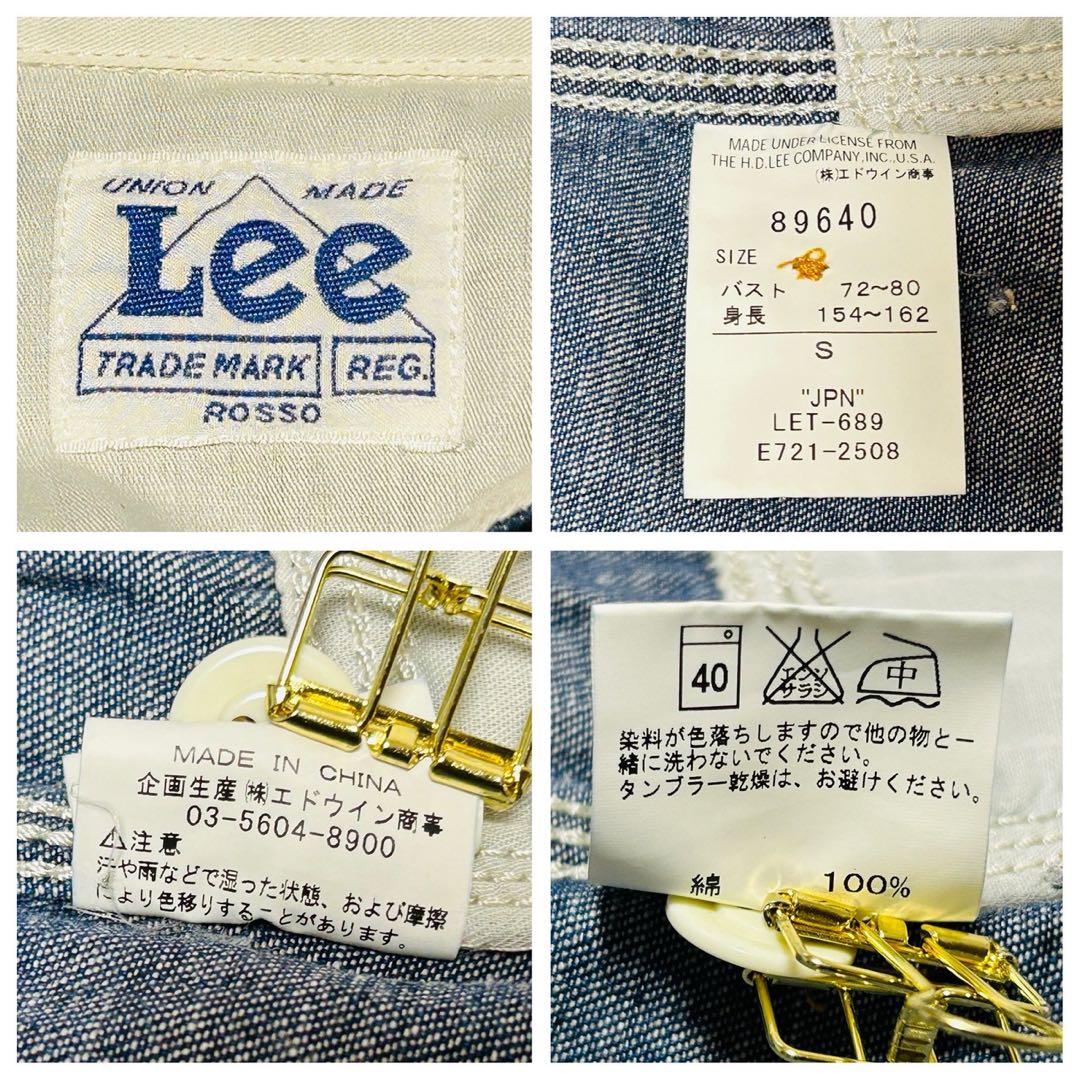 UNION MADE
Lee
TRADE MARK REG.
ROSSO
MADE UNDER LICENSE FROM
THE H.D.LEE COMPANY,INC.,U.S.A.
(株)エドウイン商事
89640
SIZE
バスト 72~80
身長 154~162
S
"JPN"
LET-689
E721-2508
MADE IN CHINA
企画生産 ㈱エドウイン商事
03-5604-8900
⚠注意
汗や雨などで湿った状態、および摩擦
により色移りすることがあります。
40
エンソ
サラシ
中
染料が色落ちしますので他の物と一
緒に洗わないでください。
タンブラー乾燥は、お避けください。
綿 100%